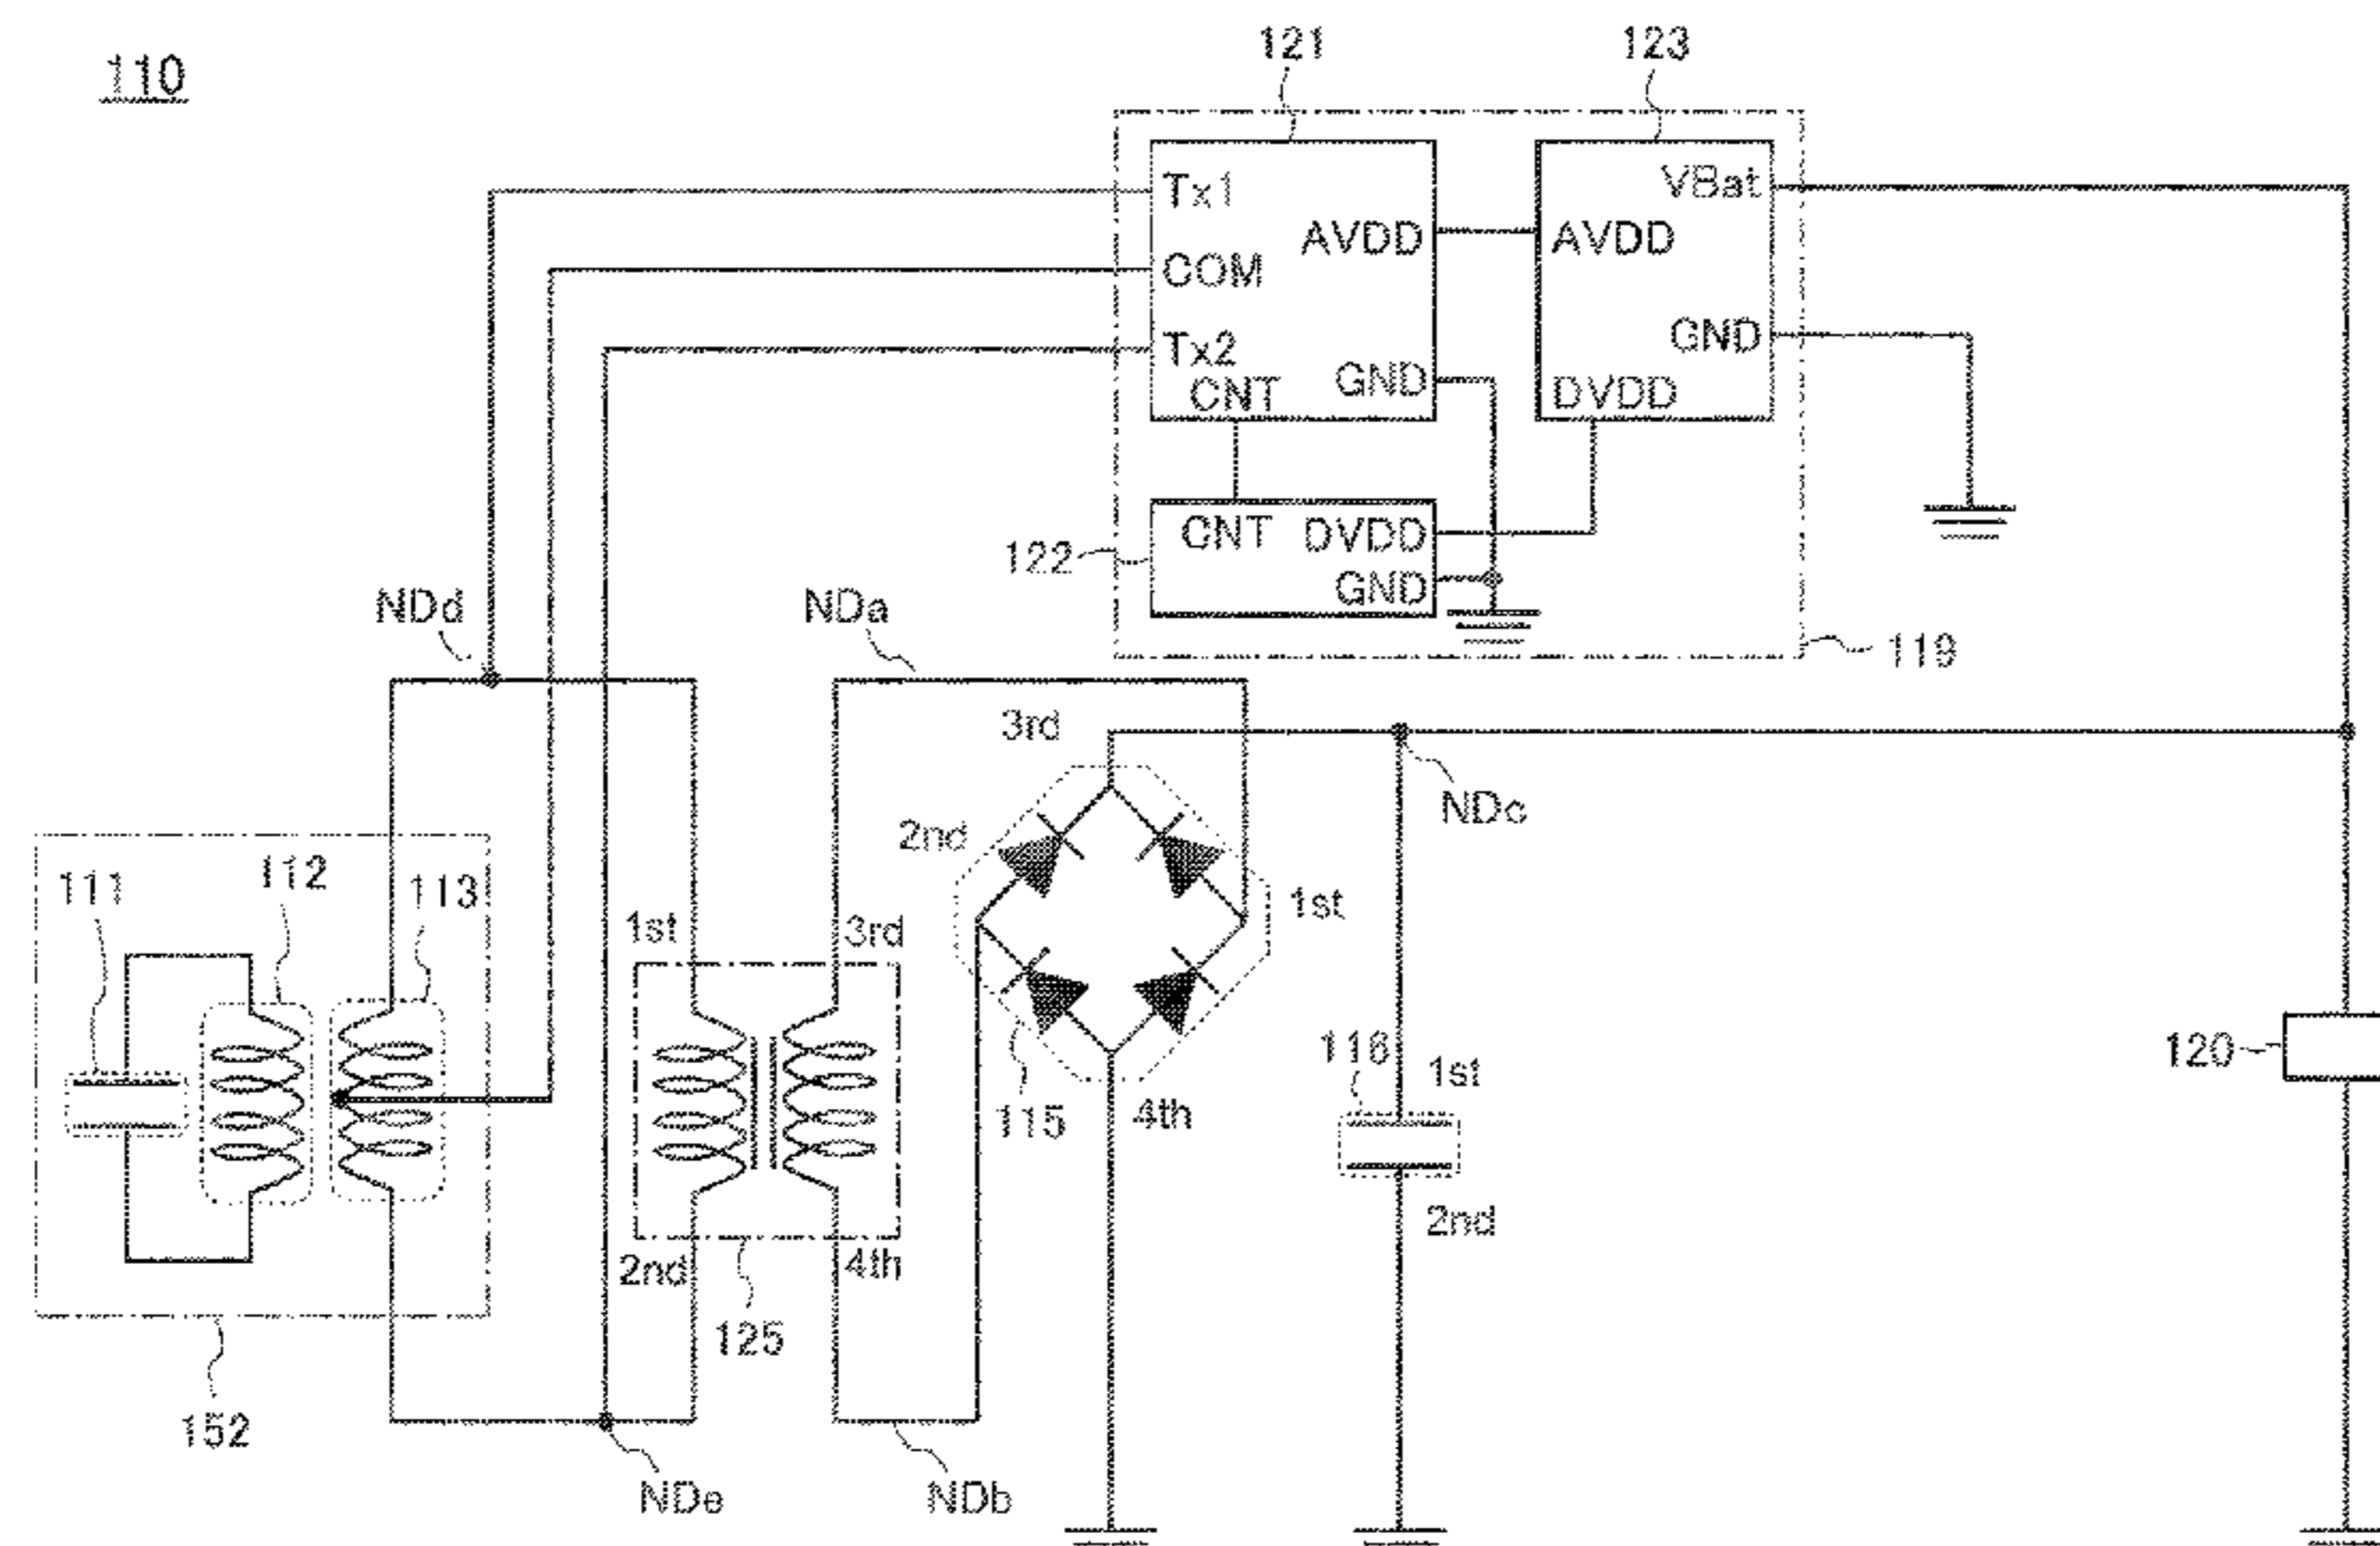 110
121
123
Tx1
VBat
AVDD
AVDD
COM
GND
Tx2
GND
CNT
DVDD
CNT
DVDD
122
GND
NDd
NDa
119
3rd
NDc
2nd
111
112
113
1st
1st
3rd
116
1st
120
115
4th
2nd
2nd
4th
125
152
NDe
NDb